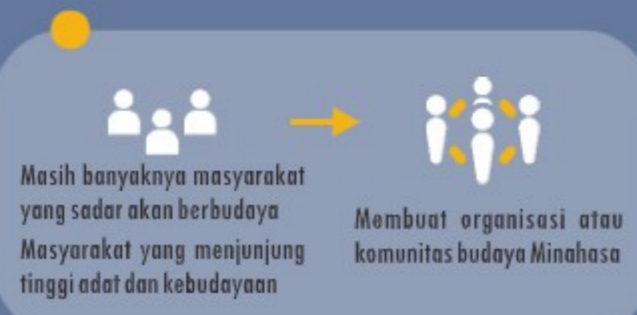 Masih banyaknya masyarakat
yang sadar akan berbudaya
Masyarakat yang menjunjung
tinggi adat dan kebudayaan
Membuat organisasi atau
komunitas budaya Minahasa